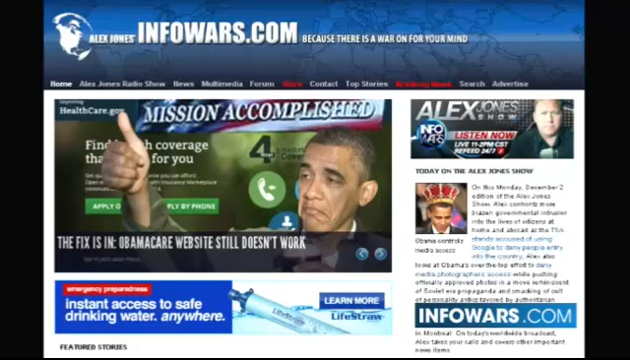 ALEX JONES' INFOWARS.COM BECAUSE THERE IS A WAR ON FOR YOUR MIND
Home Alex Jones Radio Show News Multimedia Forum Store Contact Top Stories Breaking News Search Advertise
HealthCare.gov
MISSION ACCOMPLISHED
Find health coverage
that works for you
APPLY O
PLY BY PHONE
THE FIX IS IN: OBAMACARE WEBSITE STILL DOESN'T WORK
emergency preparedness
instant access to safe
drinking water. anywhere.
LEARN MORE
LifeStraw
FEATURED STORIES
ALEX JONES
SHOW
INFO
WARS
LISTEN NOW
LIVE 11-2PM CST
REFEED 24/7
TODAY ON THE ALEX JONES SHOW
On this Monday, December 2
edition of the Alex Jones
Show, Alex confronts more
brazen governmental intrusion
into the lives of citizens at
home and abroad as the TSA
stands accused of using
Google to deny people entry
into the country. Alex also
Obama controls
media access
look at Obama's over-the-top effort to deny
media photographers access while pushing
officially approved photos in a move reminiscent
of Soviet era propaganda and smacking of cult
of personality antics favored by authoritarian
INFOWARS.COM
in Montreal. On today's worldwide broadcast,
Alex takes your calls and covers other important
news items.